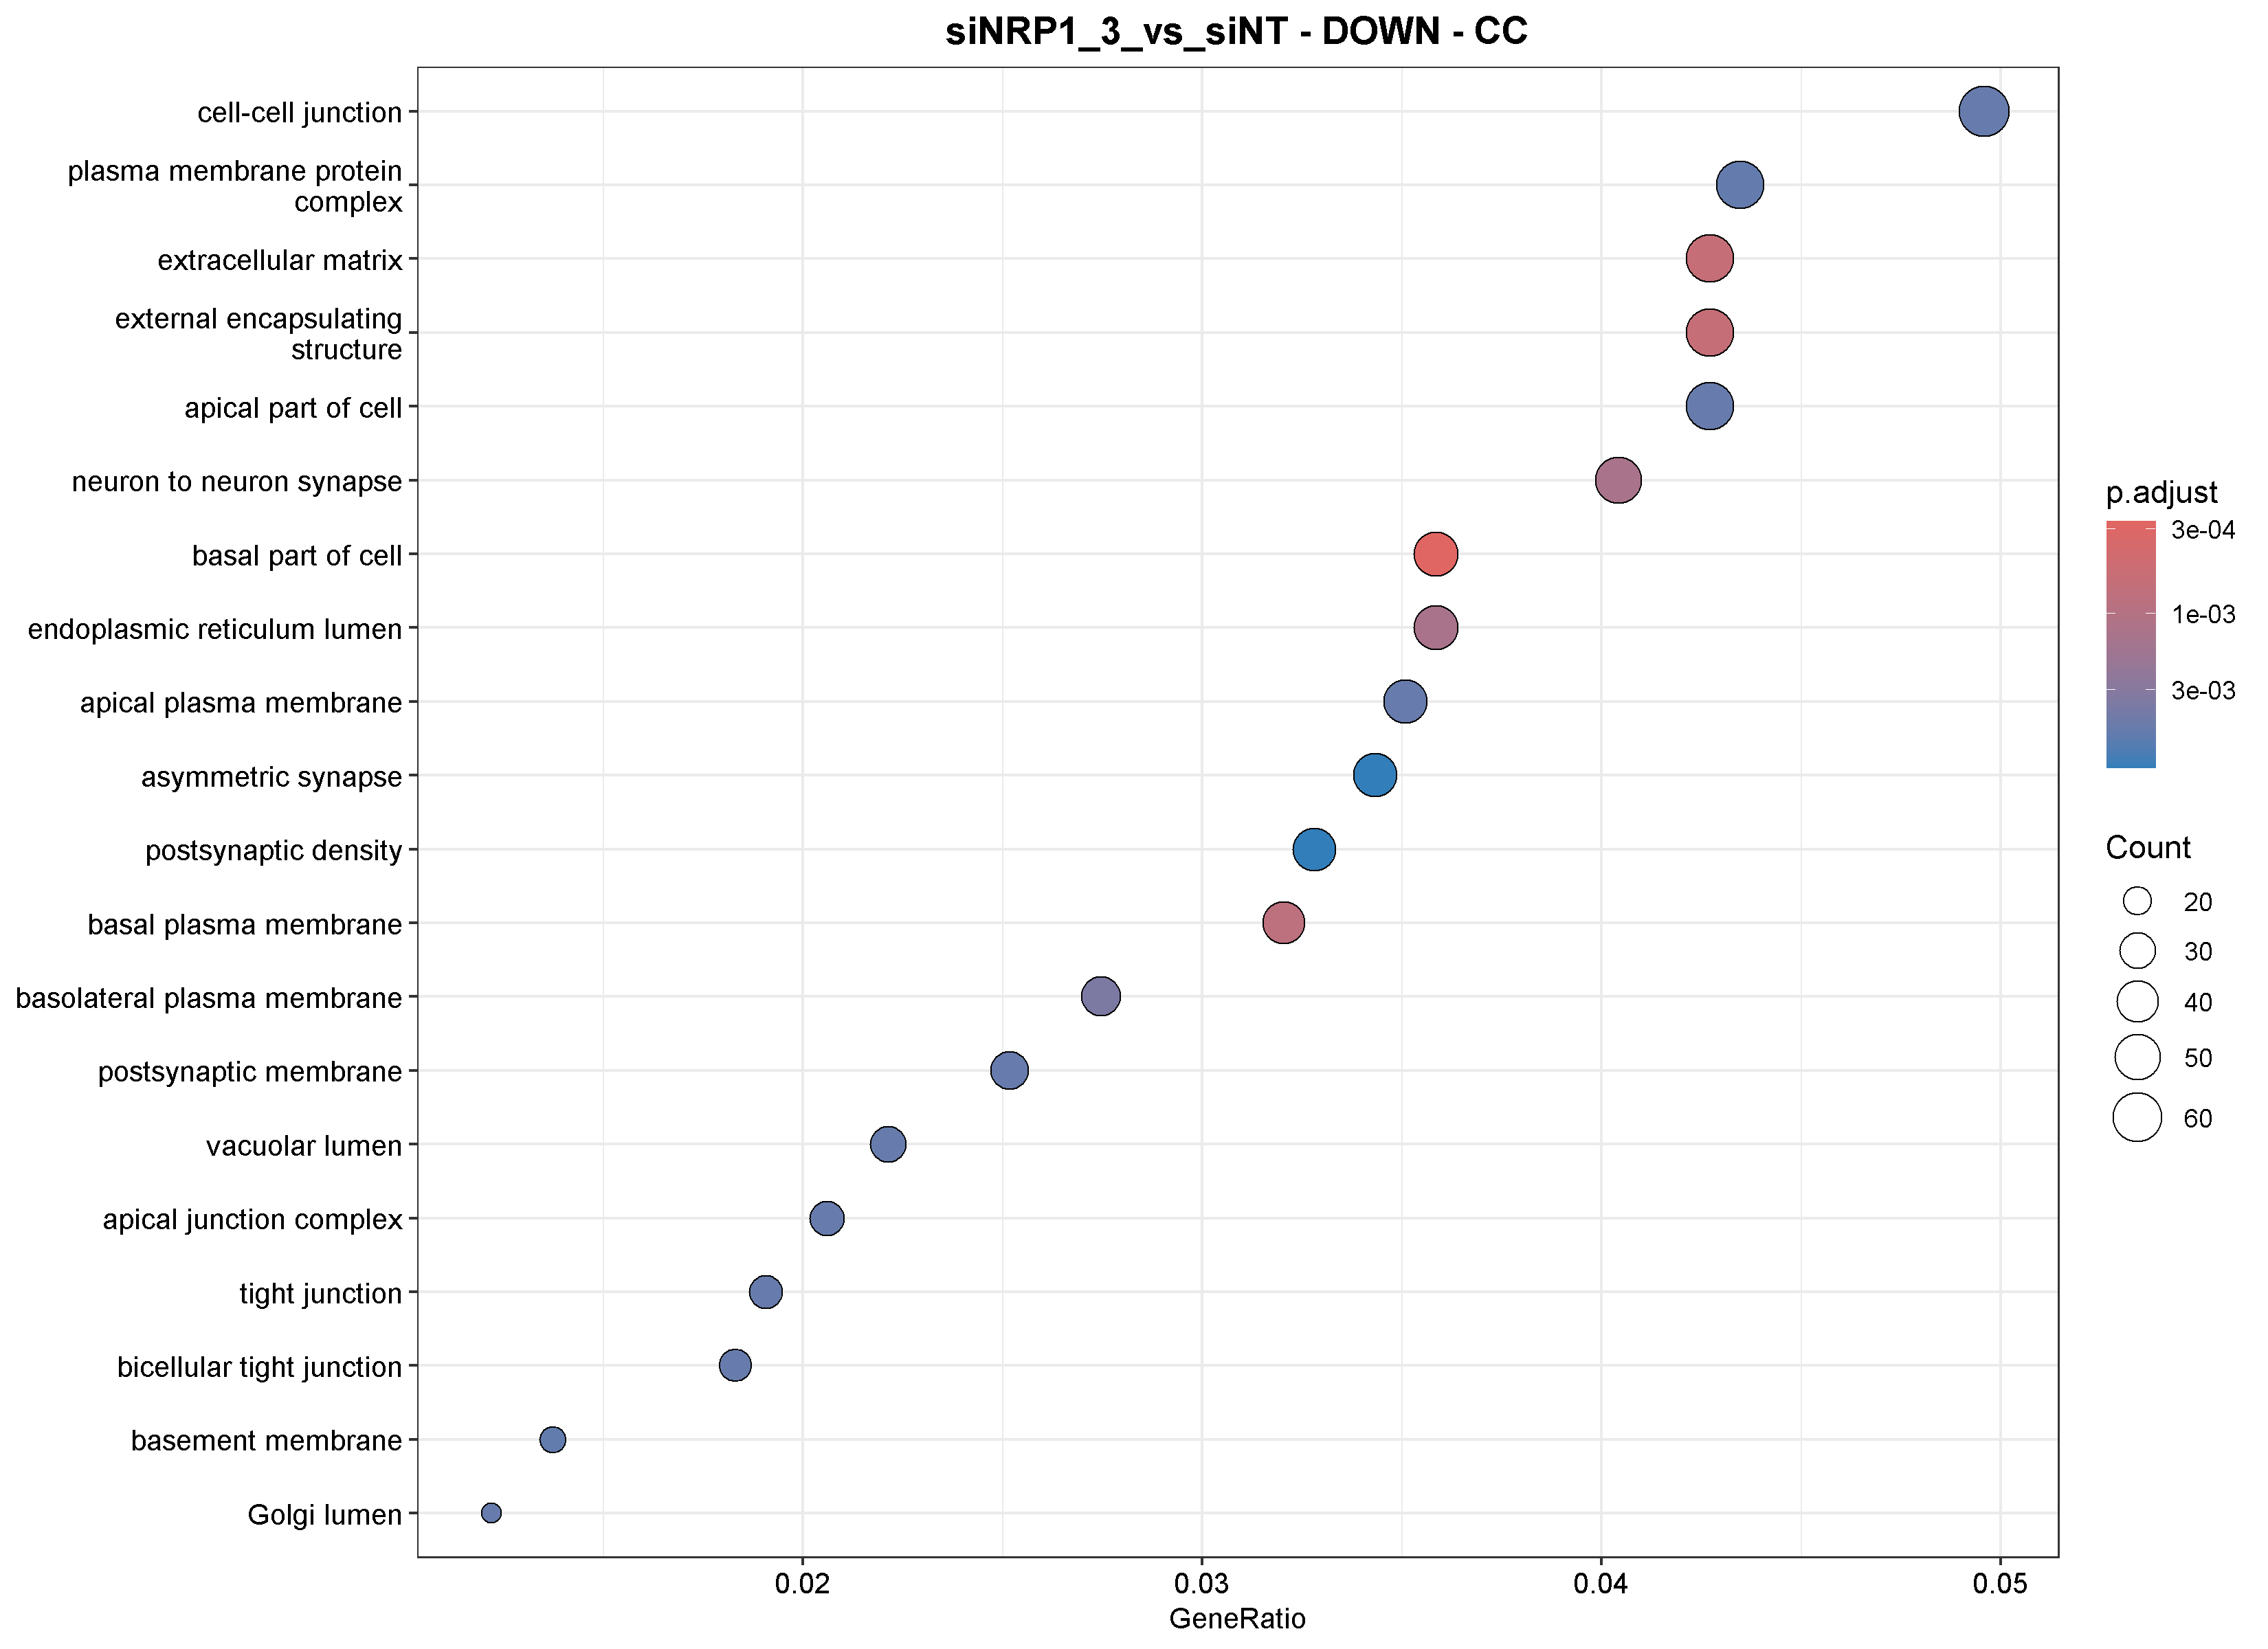 siNRP1_3_vs_siNT - DOWN - CC
cell-cell junction
plasma membrane protein
complex
extracellular matrix
external encapsulating
structure
apical part of cell
neuron to neuron synapse
basal part of cell
endoplasmic reticulum lumen
apical plasma membrane
asymmetric synapse
postsynaptic density
basal plasma membrane
basolateral plasma membrane
postsynaptic membrane
vacuolar lumen
apical junction complex
tight junction
bicellular tight junction
basement membrane
Golgi lumen
0.02
0.03
0.04
0.05
GeneRatio
p.adjust
3e-04
1e-03
3e-03
Count
20
30
40
50
60